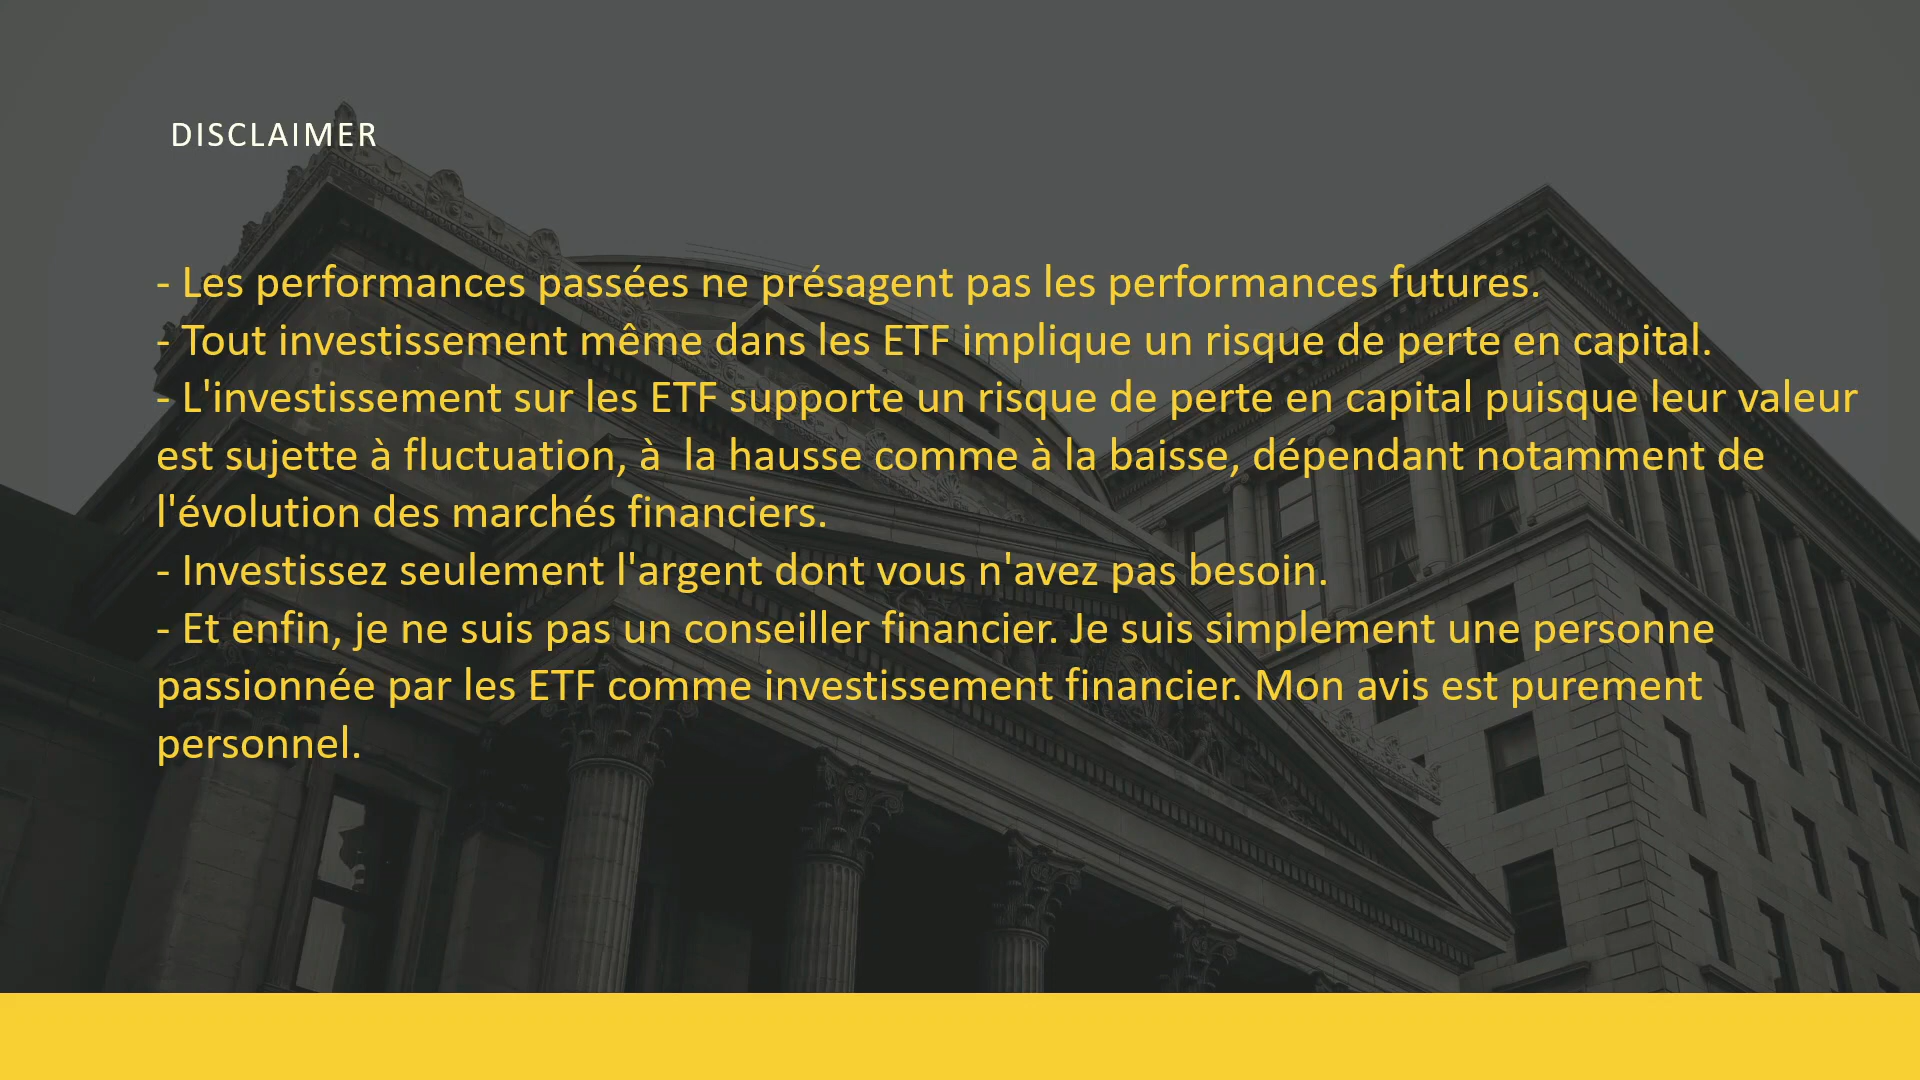 DISCLAIMER
- Les performances passées ne présagent pas les performances futures.
- Tout investissement même dans les ETF implique un risque de perte en capital.
- L'investissement sur les ETF supporte un risque de perte en capital puisque leur valeur
est sujette à fluctuation, à  la hausse comme à la baisse, dépendant notamment de
l'évolution des marchés financiers.
- Investissez seulement l'argent dont vous n'avez pas besoin.
- Et enfin, je ne suis pas un conseiller financier. Je suis simplement une personne
passionnée par les ETF comme investissement financier. Mon avis est purement
personnel.